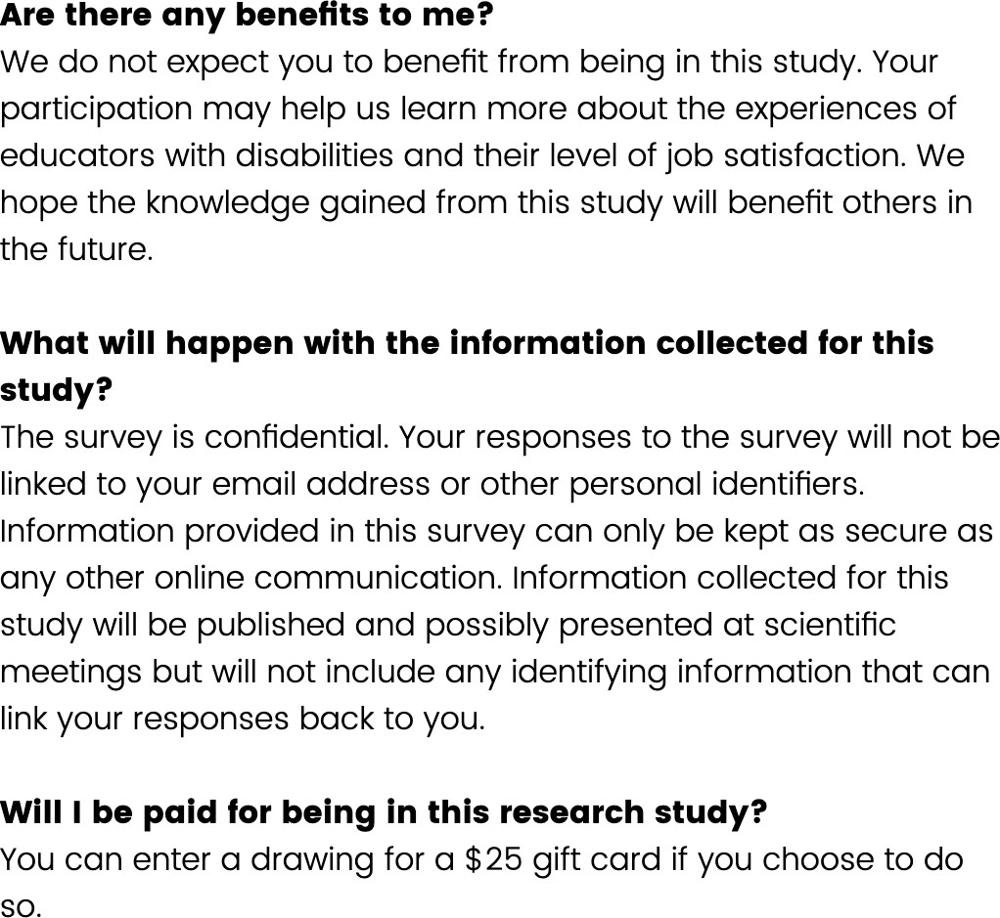 Are there any benefits to me?
We do not expect you to benefit from being in this study. Your
participation may help us learn more about the experiences of
educators with disabilities and their level of job satisfaction. We
hope the knowledge gained from this study will benefit others in
the future.
What will happen with the information collected for this
study?
The survey is confidential. Your responses to the survey will not be
linked to your email address or other personal identifiers.
Information provided in this survey can only be kept as secure as
any other online communication. Information collected for this
study will be published and possibly presented at scientific
meetings but will not include any identifying information that can
link your responses back to you.
Will I be paid for being in this research study?
You can enter a drawing for a $25 gift card if you choose to do
so.